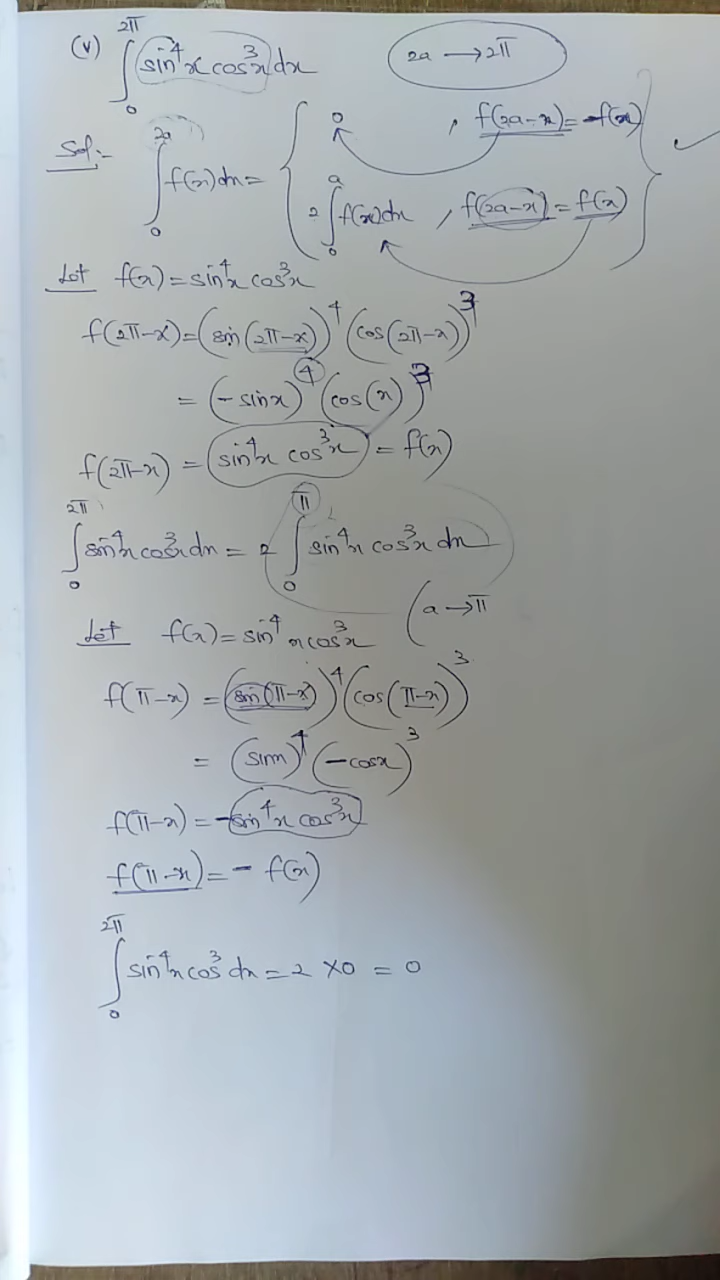 (v) ∫₀^2π sin⁴x cos³x dx 2a → 2π
Sol:- ∫₀^2a f(x)dx = { 0 , f(2a-x) = -f(x)
2∫₀^a f(x)dx , f(2a-x) = f(x) }
Let f(x) = sin⁴x cos³x
f(2π-x) = (sin(2π-x))⁴ (cos(2π-x))³
= (-sinx)⁴ (cos(x))³
f(2π-x) = sin⁴x cos³x = f(x)
∫₀^2π sin⁴x cos³x dx = 2 ∫₀^π sin⁴x cos³x dx
(a → π
Let f(x) = sin⁴x cos³x
f(π-x) = (sin(π-x))⁴ (cos(π-x))³
= (sinx)⁴ (-cosx)³
f(π-x) = -sin⁴x cos³x
f(π-x) = - f(x)
∫₀^2π sin⁴x cos³ dx = 2 × 0 = 0